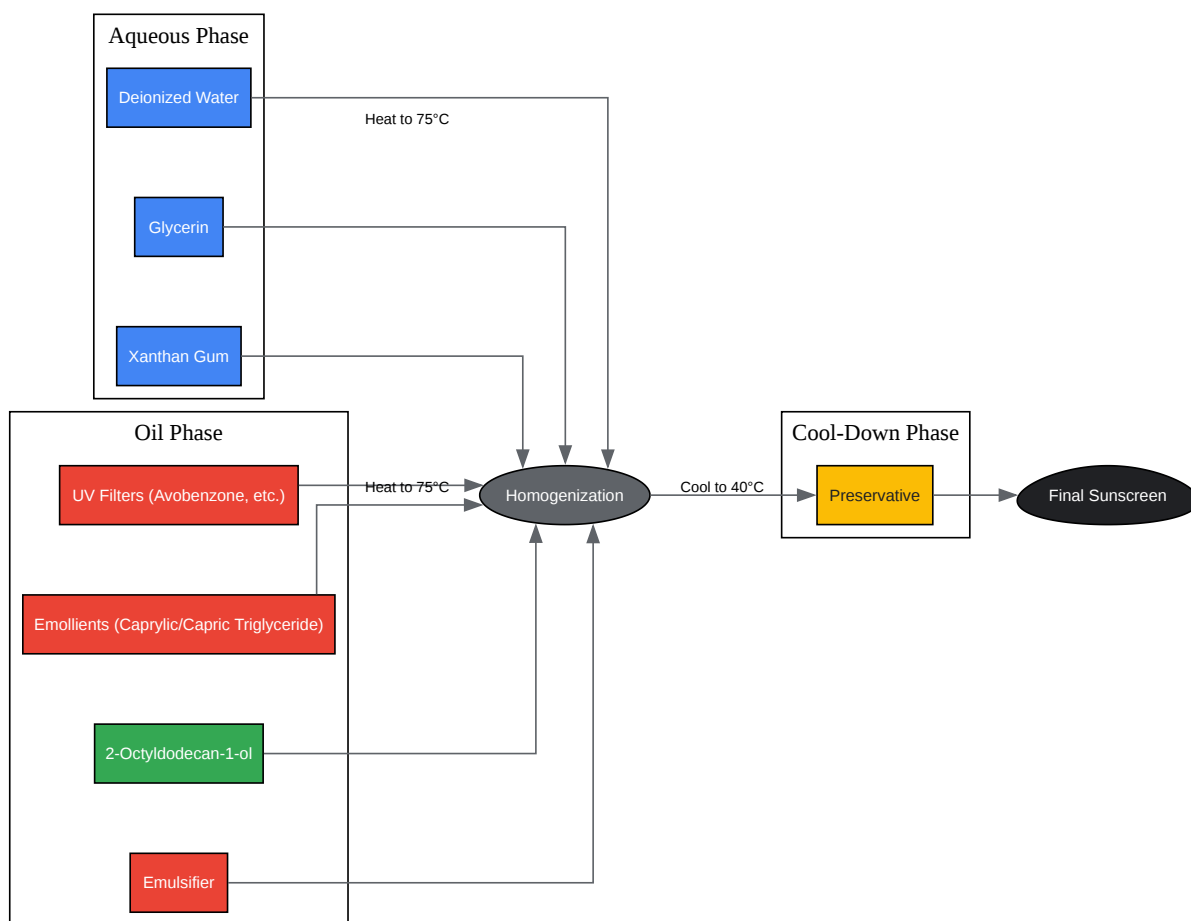 Aqueous Phase
Deionized Water
Heat to 75°C
Glycerin
Xanthan Gum
Oil Phase
UV Filters (Avobenzone, etc.)
Heat to 75°C
Emollients (Caprylic/Capric Triglyceride)
2-Octyldodecan-1-ol
Emulsifier
Homogenization
Cool to 40°C
Cool-Down Phase
Preservative
Final Sunscreen